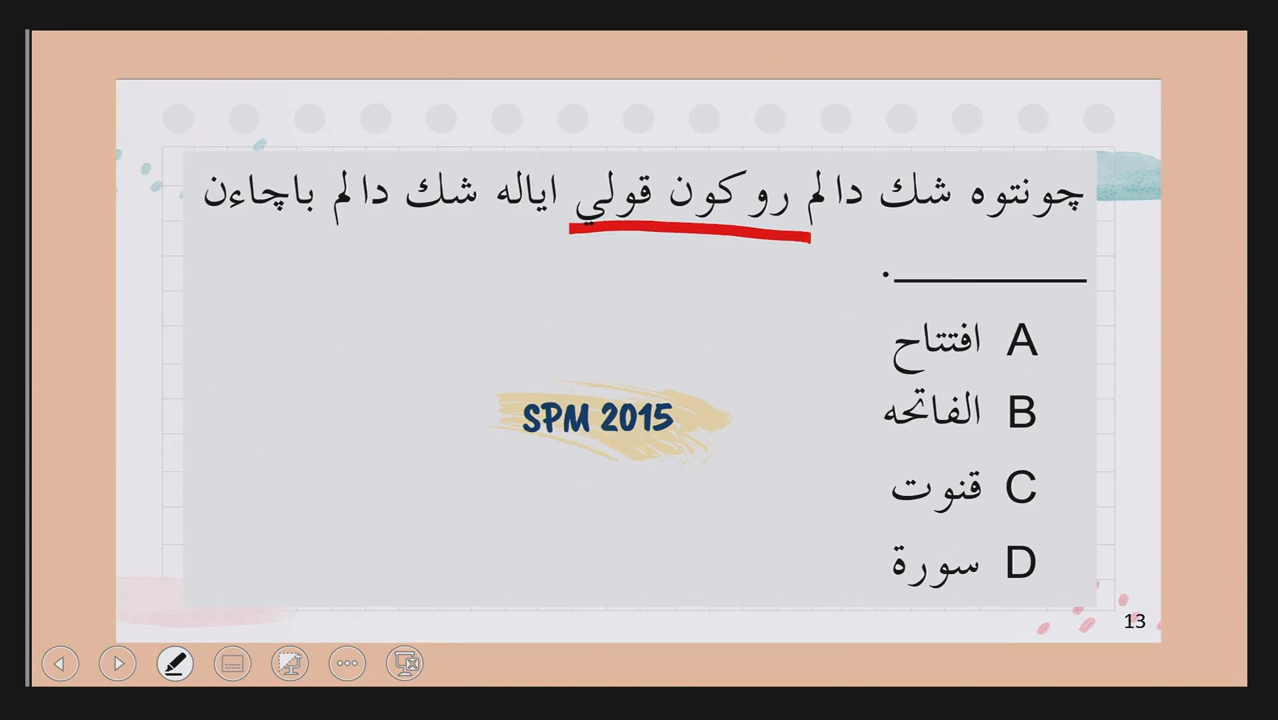 چونتوه شك دالم روكون قولي اياله شك دالم باچاءن
__________.
A افتتاح
B الفاتحه
C قنوت
D سورة
SPM 2015
13